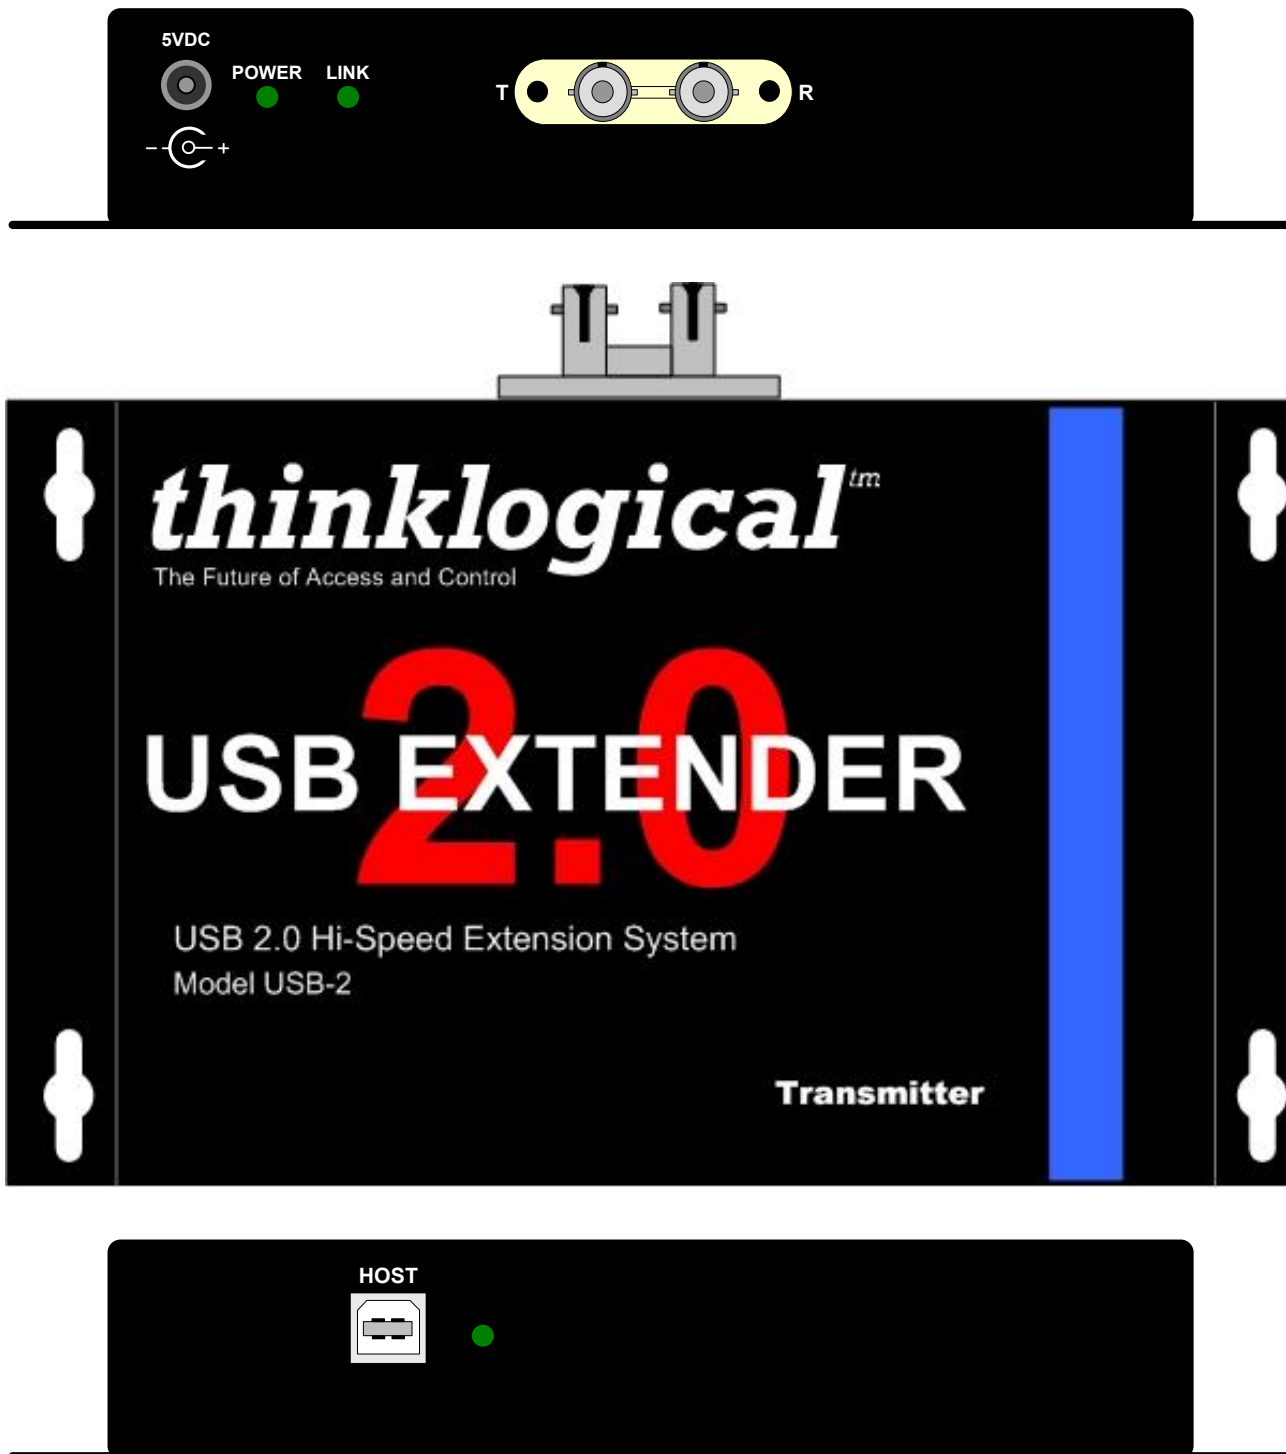 5VDC
POWER LINK
T R
- +
thinklogical tm
The Future of Access and Control
2.0
USB EXTENDER
USB 2.0 Hi-Speed Extension System
Model USB-2
Transmitter
HOST